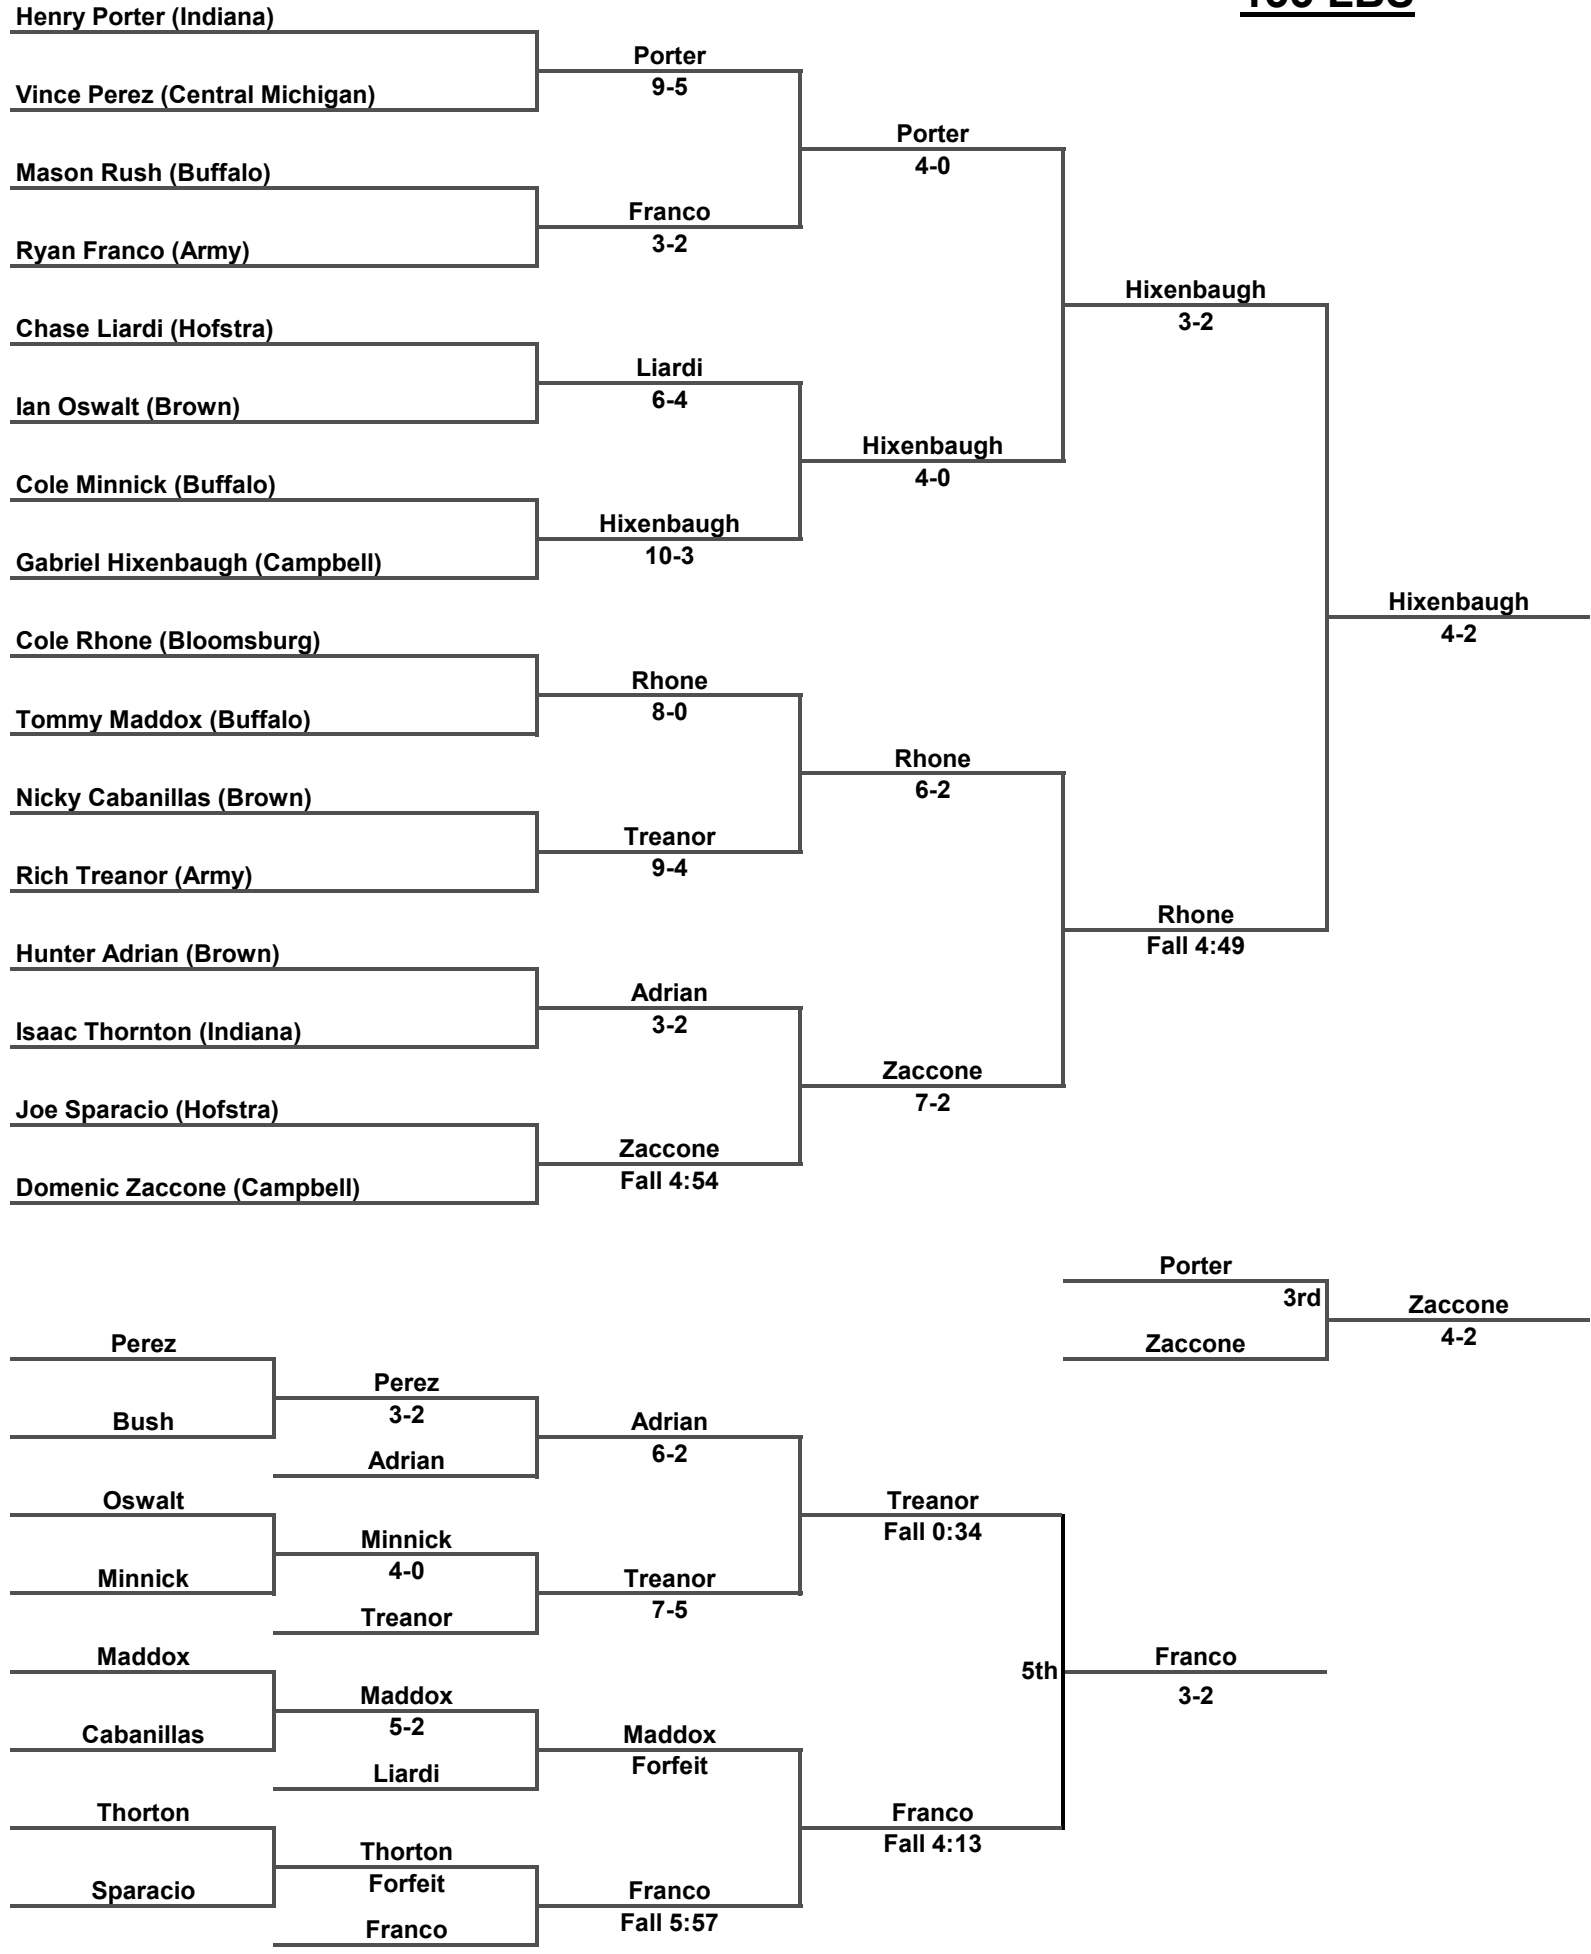 LBS
Henry Porter (Indiana)
Porter
9-5
Vince Perez (Central Michigan)
Porter
4-0
Mason Rush (Buffalo)
Franco
3-2
Ryan Franco (Army)
Hixenbaugh
3-2
Chase Liardi (Hofstra)
Liardi
6-4
Ian Oswalt (Brown)
Hixenbaugh
4-0
Cole Minnick (Buffalo)
Hixenbaugh
10-3
Gabriel Hixenbaugh (Campbell)
Hixenbaugh
4-2
Cole Rhone (Bloomsburg)
Rhone
8-0
Tommy Maddox (Buffalo)
Rhone
6-2
Nicky Cabanillas (Brown)
Treanor
9-4
Rich Treanor (Army)
Rhone
Fall 4:49
Hunter Adrian (Brown)
Adrian
3-2
Isaac Thornton (Indiana)
Zaccone
7-2
Joe Sparacio (Hofstra)
Zaccone
Fall 4:54
Domenic Zaccone (Campbell)
Porter
3rd
Zaccone
4-2
Zaccone
Perez
Perez
3-2
Bush
Adrian
6-2
Adrian
Oswalt
Treanor
Fall 0:34
Minnick
4-0
Minnick
Treanor
7-5
Treanor
Maddox
5th
Franco
3-2
Maddox
5-2
Cabanillas
Maddox
Forfeit
Liardi
Thorton
Franco
Fall 4:13
Thorton
Forfeit
Sparacio
Franco
Fall 5:57
Franco